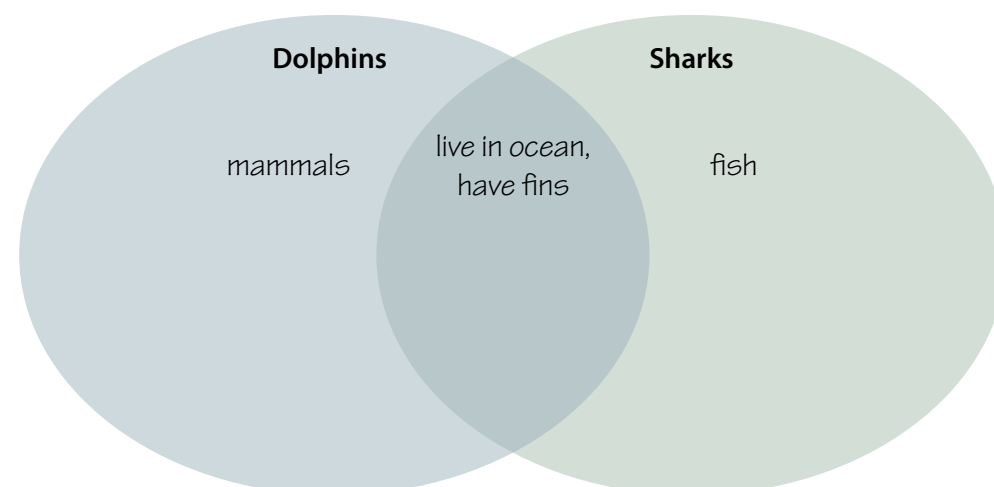 Dolphins
Sharks
mammals
live in ocean,
have fins
fish